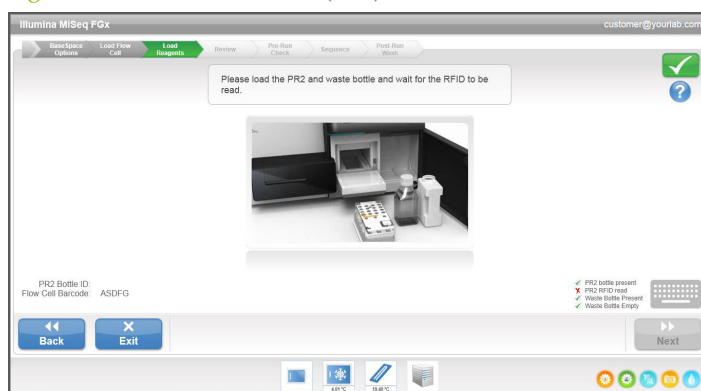 Illumina MiSeq FGx
customer@yourlab.com
BaseSpace Options
Load Flow Cell
Load Reagents
Review
Pre-Run Check
Sequence
Post-Run Wash
Please load the PR2 and waste bottle and wait for the RFID to be
read.
PR2 Bottle ID:
Flow Cell Barcode: ASDFG
PR2 bottle present
PR2 RFID read
Waste Bottle Present
Waste Bottle Empty
Back
Exit
Next